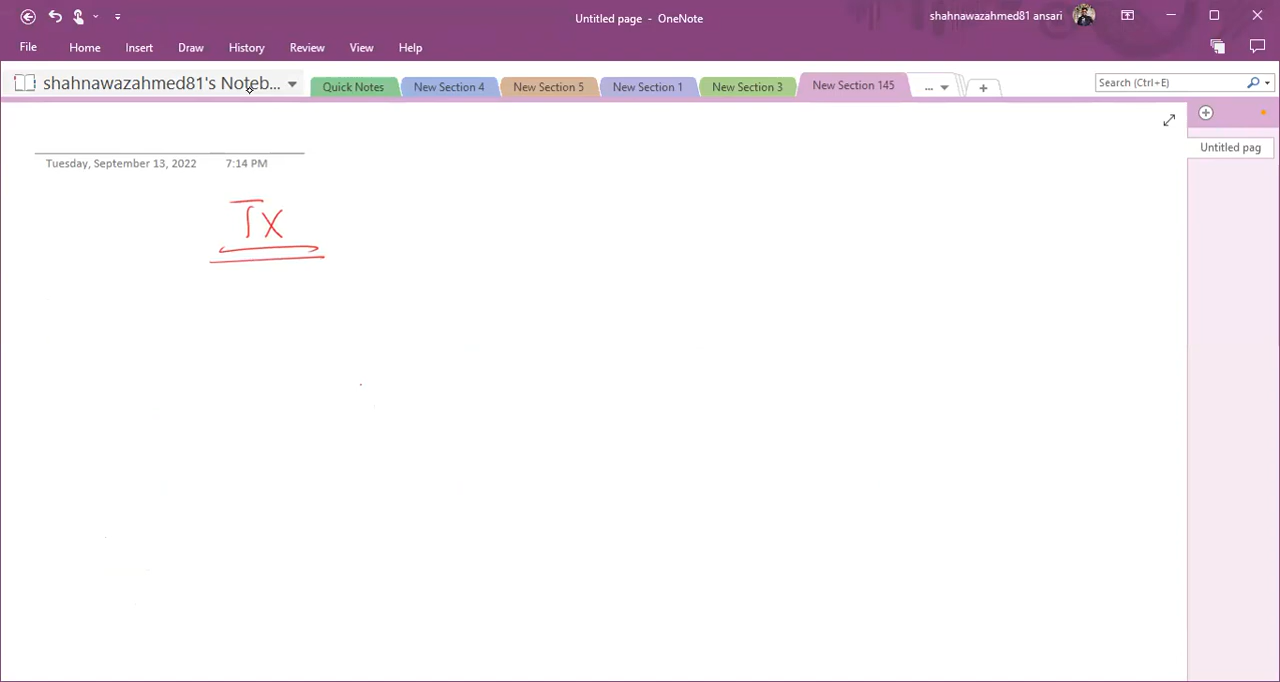 Untitled page - OneNote
shahnawazahmed81 ansari
File Home Insert Draw History Review View Help
shahnawazahmed81's Noteb...
Quick Notes New Section 4 New Section 5 New Section 1 New Section 3 New Section 145 ... +
Search (Ctrl+E)
Untitled pag
Tuesday, September 13, 2022 7:14 PM
Tx